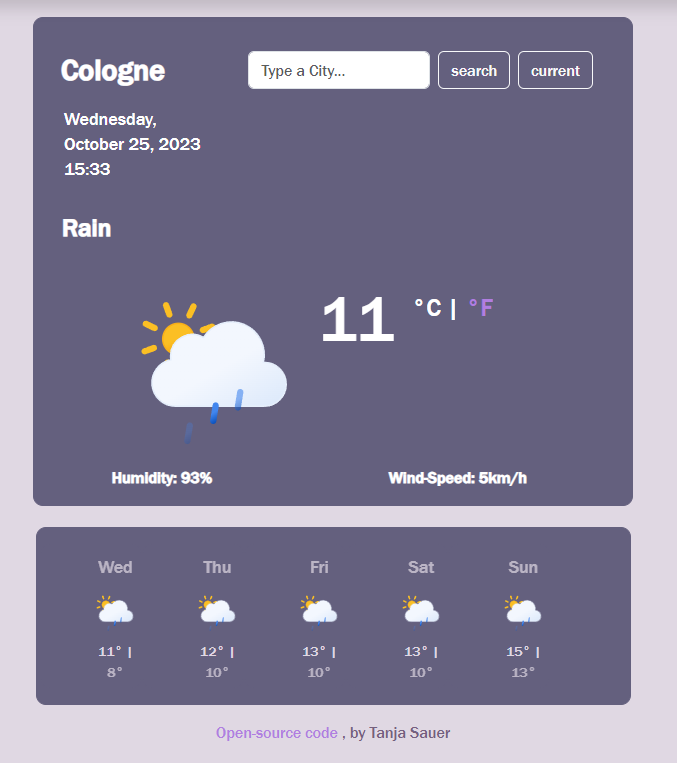 Cologne
Type a City...
search
current
Wednesday,
October 25, 2023
15:33
Rain
11 °C | °F
Humidity: 93%
Wind-Speed: 5km/h
Wed Thu Fri Sat Sun
11° | 12° | 13° | 13° | 15° |
8° 10° 10° 10° 13°
Open-source code , by Tanja Sauer